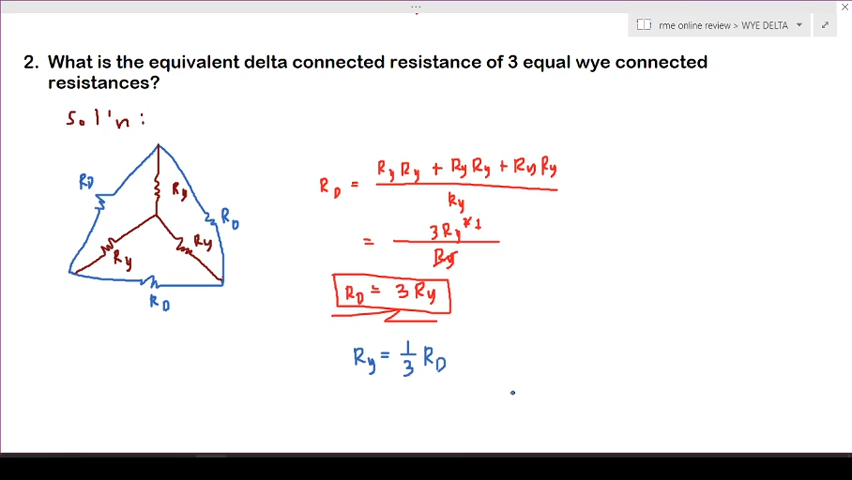 rme online review > WYE DELTA
2. What is the equivalent delta connected resistance of 3 equal wye connected
resistances?
Sol'n:
RD
Ry
RD
Ry
Ry
RD
RD = RyRy + RyRy + RyRy
Ry
= 3Ry²1
Ry
RD = 3Ry
Ry = 1/3 RD